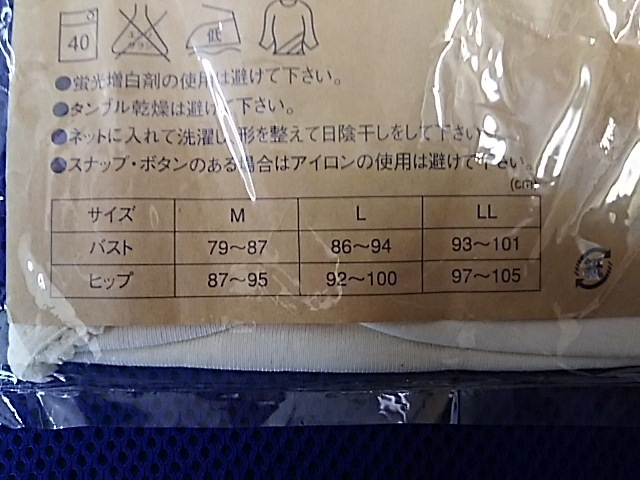 40 低
●蛍光増白剤の使用は避けて下さい。
●タンブル乾燥は避けて下さい。
●ネットに入れて洗濯し、形を整えて日陰干しをして下さい。
●スナップ・ボタンのある場合はアイロンの使用は避けて下さい。
(cm)
サイズ M L LL
バスト 79〜87 86〜94 93〜101
ヒップ 87〜95 92〜100 97〜105